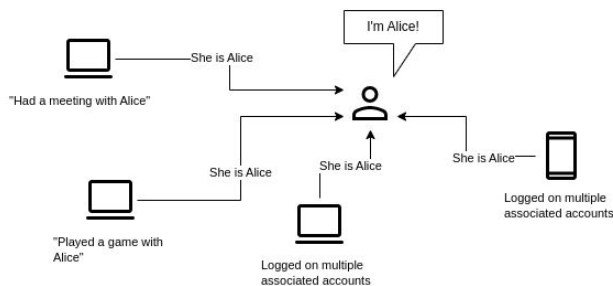 I'm Alice!
She is Alice
"Had a meeting with Alice"
She is Alice
"Played a game with
Alice"
She is Alice
Logged on multiple
associated accounts
She is Alice
Logged on multiple
associated accounts